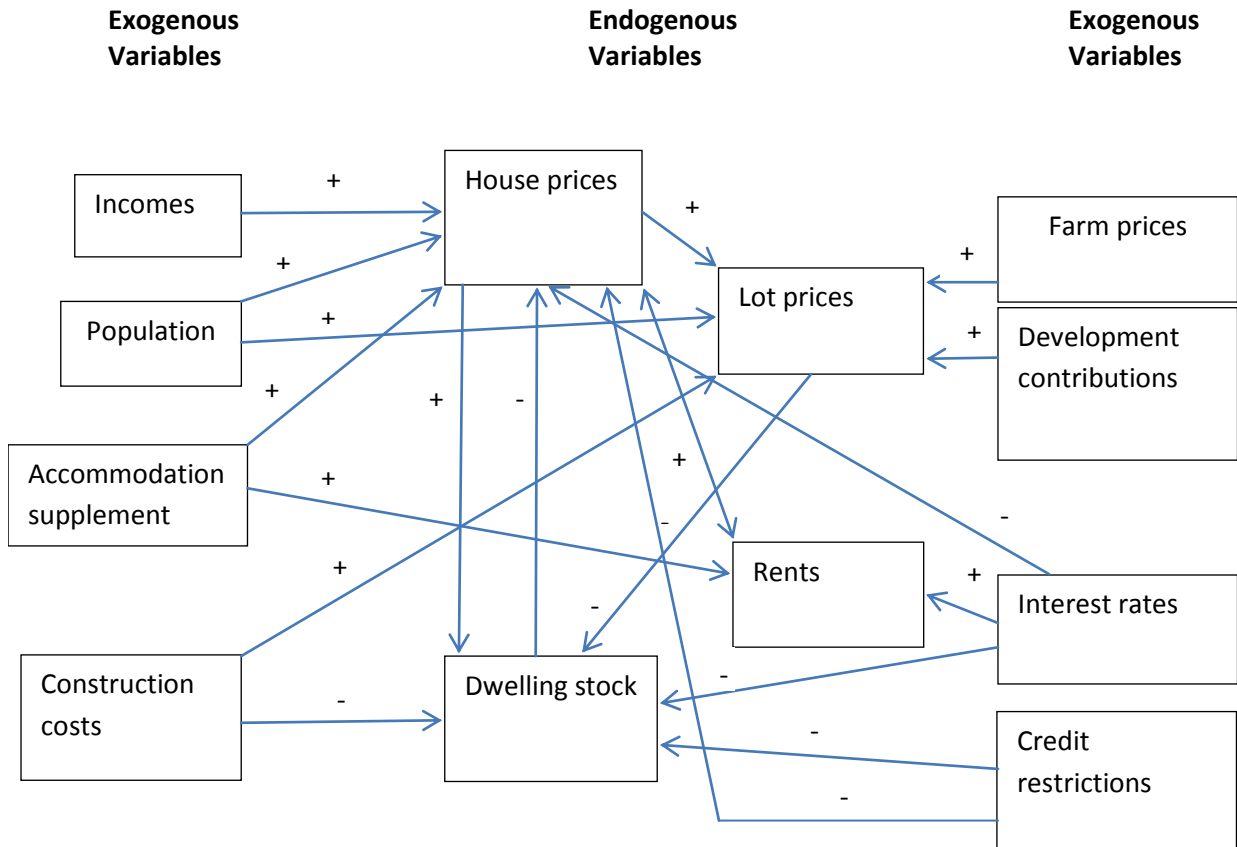 Exogenous
Variables
Endogenous
Variables
Exogenous
Variables
House prices
+
Incomes
+
Farm prices
+
+
Lot prices
Population
+
+
Development
contributions
+
+
+
-
Accommodation
supplement
+
+
-
-
Rents
+
Interest rates
+
-
Construction
costs
-
Dwelling stock
-
-
Credit
restrictions
-